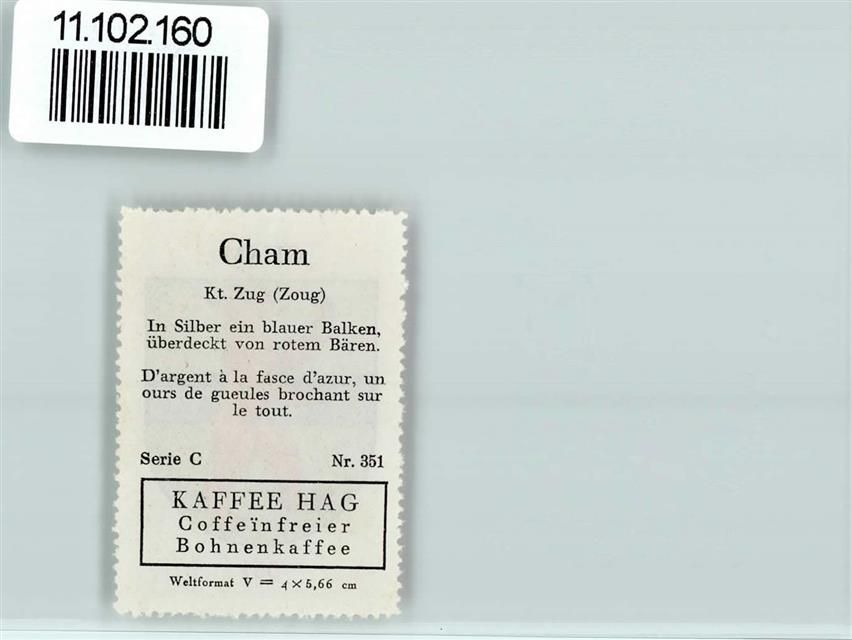 11.102.160
Cham
Kt. Zug (Zoug)
In Silber ein blauer Balken,
überdeckt von rotem Bären.
D'argent à la fasce d'azur, un
ours de gueules brochant sur
le tout.
Serie C Nr. 351
KAFFEE HAG
Coffeïnfreier
Bohnenkaffee
Weltformat V = 4 × 5,66 cm